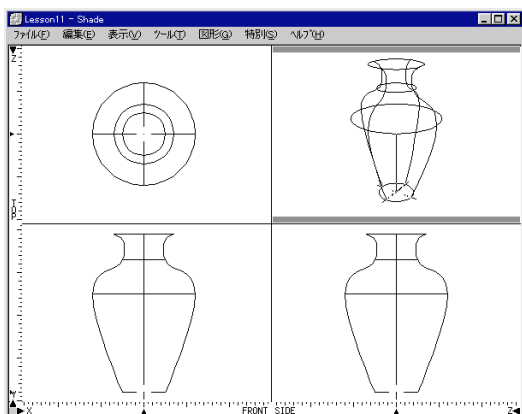 Lesson11 - Shade
ファイル(F) 編集(E) 表示(V) ツール(T) 図形(G) 特別(S) ヘルプ(H)
Z
TOP
Y
X FRONT SIDE Z